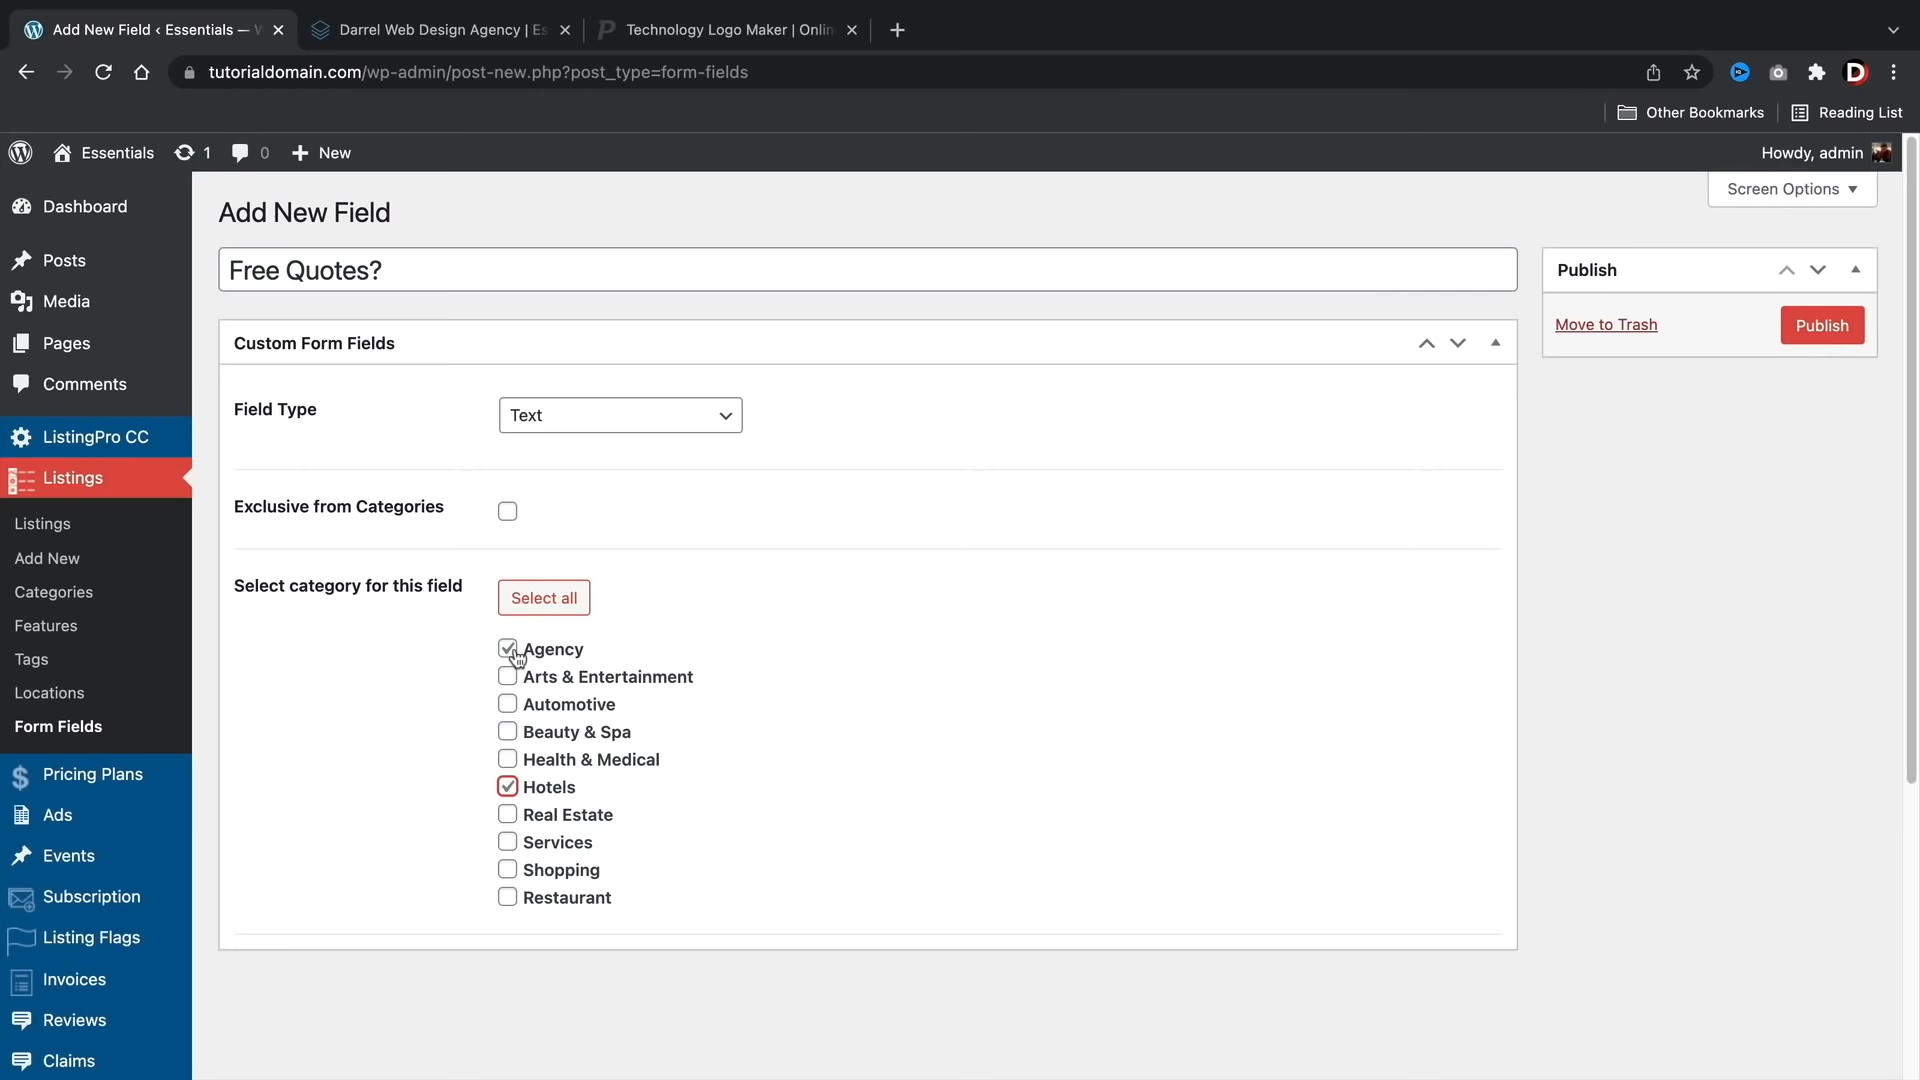 Add New Field ‹ Essentials — W
Darrel Web Design Agency | Es
Technology Logo Maker | Onlin
tutorialdomain.com/wp-admin/post-new.php?post_type=form-fields
Other Bookmarks
Reading List
Essentials
1
0
New
Howdy, admin
Screen Options
Dashboard
Posts
Media
Pages
Comments
ListingPro CC
Listings
Listings
Add New
Categories
Features
Tags
Locations
Form Fields
Pricing Plans
Ads
Events
Subscription
Listing Flags
Invoices
Reviews
Claims
Add New Field
Free Quotes?
Custom Form Fields
Field Type
Text
Exclusive from Categories
Select category for this field
Select all
Agency
Arts & Entertainment
Automotive
Beauty & Spa
Health & Medical
Hotels
Real Estate
Services
Shopping
Restaurant
Publish
Move to Trash
Publish